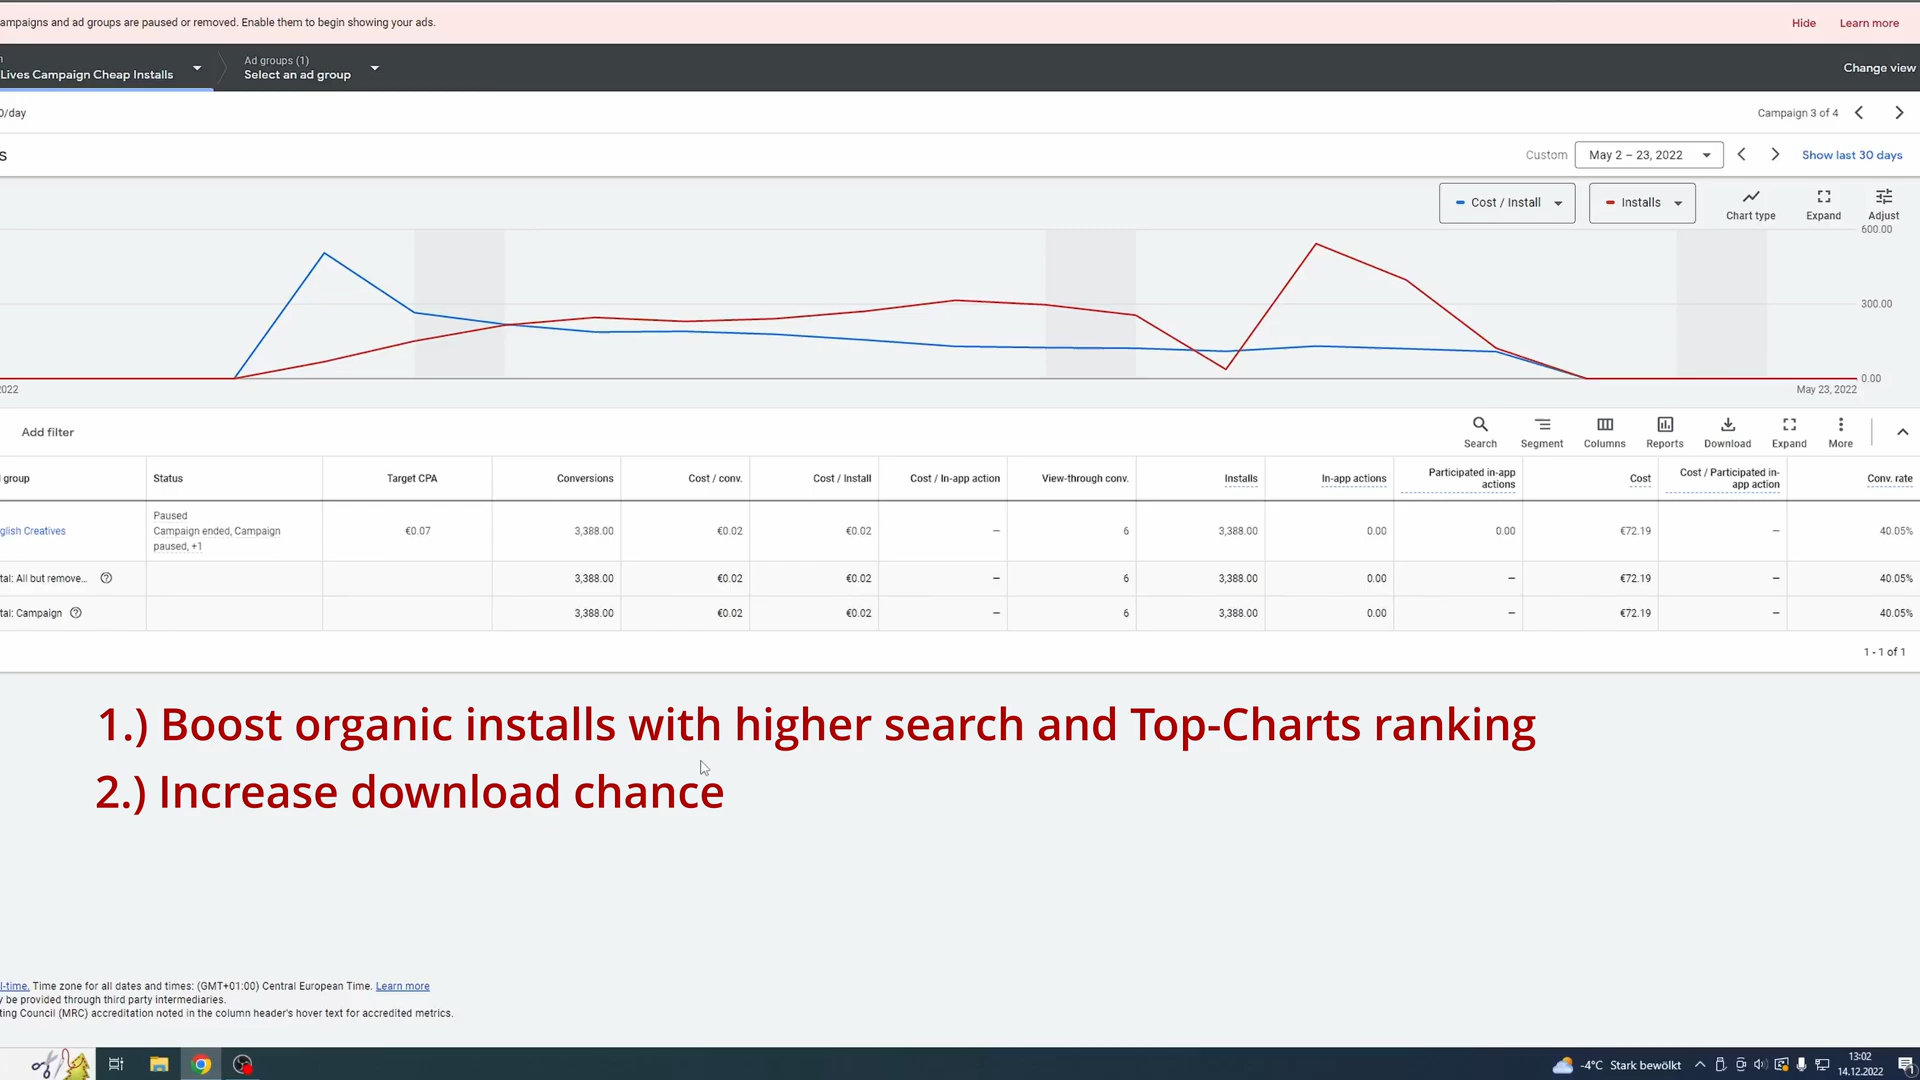 ampaigns and ad groups are paused or removed. Enable them to begin showing your ads.
Hide
Learn more
n
Lives Campaign Cheap Installs
Ad groups (1)
Select an ad group
Change view
0/day
Campaign 3 of 4
s
Custom
May 2 – 23, 2022
Show last 30 days
Cost / Install
Installs
Chart type
Expand
Adjust
600.00
300.00
0.00
2022
May 23, 2022
Add filter
Search
Segment
Columns
Reports
Download
Expand
More
group
Status
Target CPA
Conversions
Cost / conv.
Cost / Install
Cost / In-app action
View-through conv.
Installs
In-app actions
Participated in-app
actions
Cost
Cost / Participated in-
app action
Conv. rate
glish Creatives
Paused
Campaign ended, Campaign
paused, +1
€0.07
3,388.00
€0.02
€0.02
–
6
3,388.00
0.00
0.00
€72.19
–
40.05%
tal: All but remove...
3,388.00
€0.02
€0.02
–
6
3,388.00
0.00
–
€72.19
–
40.05%
tal: Campaign
3,388.00
€0.02
€0.02
–
6
3,388.00
0.00
–
€72.19
–
40.05%
1 - 1 of 1
1.) Boost organic installs with higher search and Top-Charts ranking
2.) Increase download chance
l-time. Time zone for all dates and times: (GMT+01:00) Central European Time. Learn more
y be provided through third party intermediaries.
ting Council (MRC) accreditation noted in the column header's hover text for accredited metrics.
-4°C Stark bewölkt
13:02
14.12.2022
1